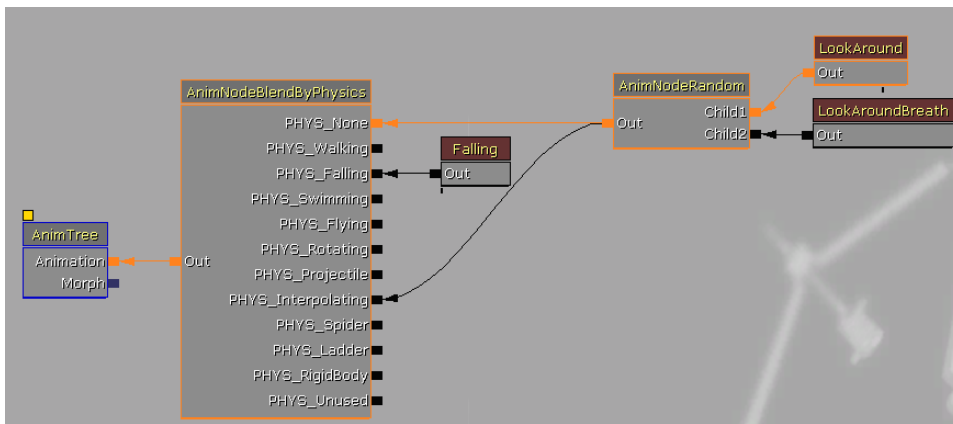 AnimTree
Animation
Morph
AnimNodeBlendByPhysics
Out
PHYS_None
PHYS_Walking
PHYS_Falling
PHYS_Swimming
PHYS_Flying
PHYS_Rotating
PHYS_Projectile
PHYS_Interpolating
PHYS_Spider
PHYS_Ladder
PHYS_RigidBody
PHYS_Unused
Falling
Out
AnimNodeRandom
Out
Child1
Child2
LookAround
Out
LookAroundBreath
Out